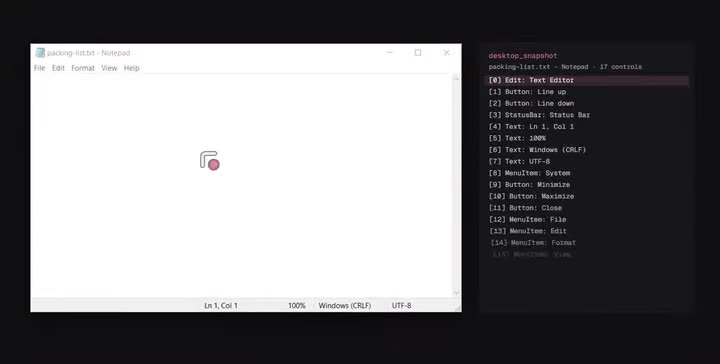 packing-list.txt - Notepad
File Edit Format View Help
Ln 1, Col 1 100% Windows (CRLF) UTF-8
desktop_snapshot
packing-list.txt - Notepad · 17 controls
[0] Edit: Text Editor
[1] Button: Line up
[2] Button: Line down
[3] StatusBar: Status Bar
[4] Text: Ln 1, Col 1
[5] Text: 100%
[6] Text: Windows (CRLF)
[7] Text: UTF-8
[8] MenuItem: System
[9] Button: Minimize
[10] Button: Maximize
[11] Button: Close
[12] MenuItem: File
[13] MenuItem: Edit
[14] MenuItem: Format
[15] MenuItem: View